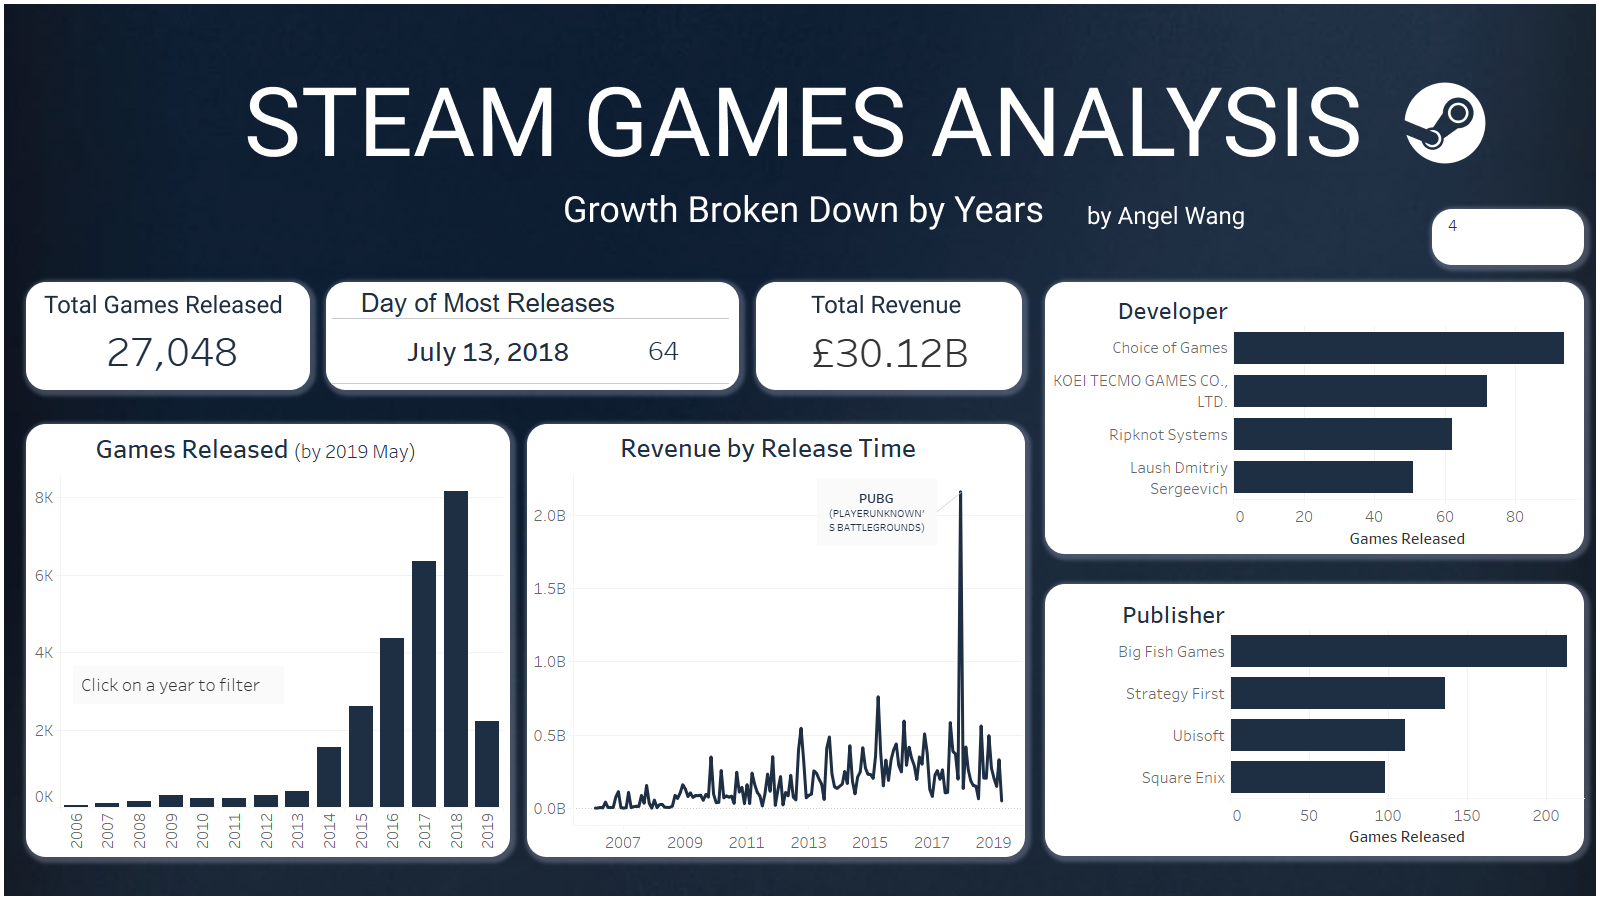 STEAM GAMES ANALYSIS
Growth Broken Down by Years
by Angel Wang
4
Total Games Released
27,048
Day of Most Releases
July 13, 2018 64
Total Revenue
£30.12B
Developer
Choice of Games
KOEI TECMO GAMES CO.,
LTD.
Ripknot Systems
Laush Dmitriy
Sergeevich
0 20 40 60 80
Games Released
Games Released (by 2019 May)
8K
6K
4K
Click on a year to filter
2K
0K
2006 2007 2008 2009 2010 2011 2012 2013 2014 2015 2016 2017 2018 2019
Revenue by Release Time
PUBG
(PLAYERUNKNOWN'
S BATTLEGROUNDS)
2.0B
1.5B
1.0B
0.5B
0.0B
2007 2009 2011 2013 2015 2017 2019
Publisher
Big Fish Games
Strategy First
Ubisoft
Square Enix
0 50 100 150 200
Games Released